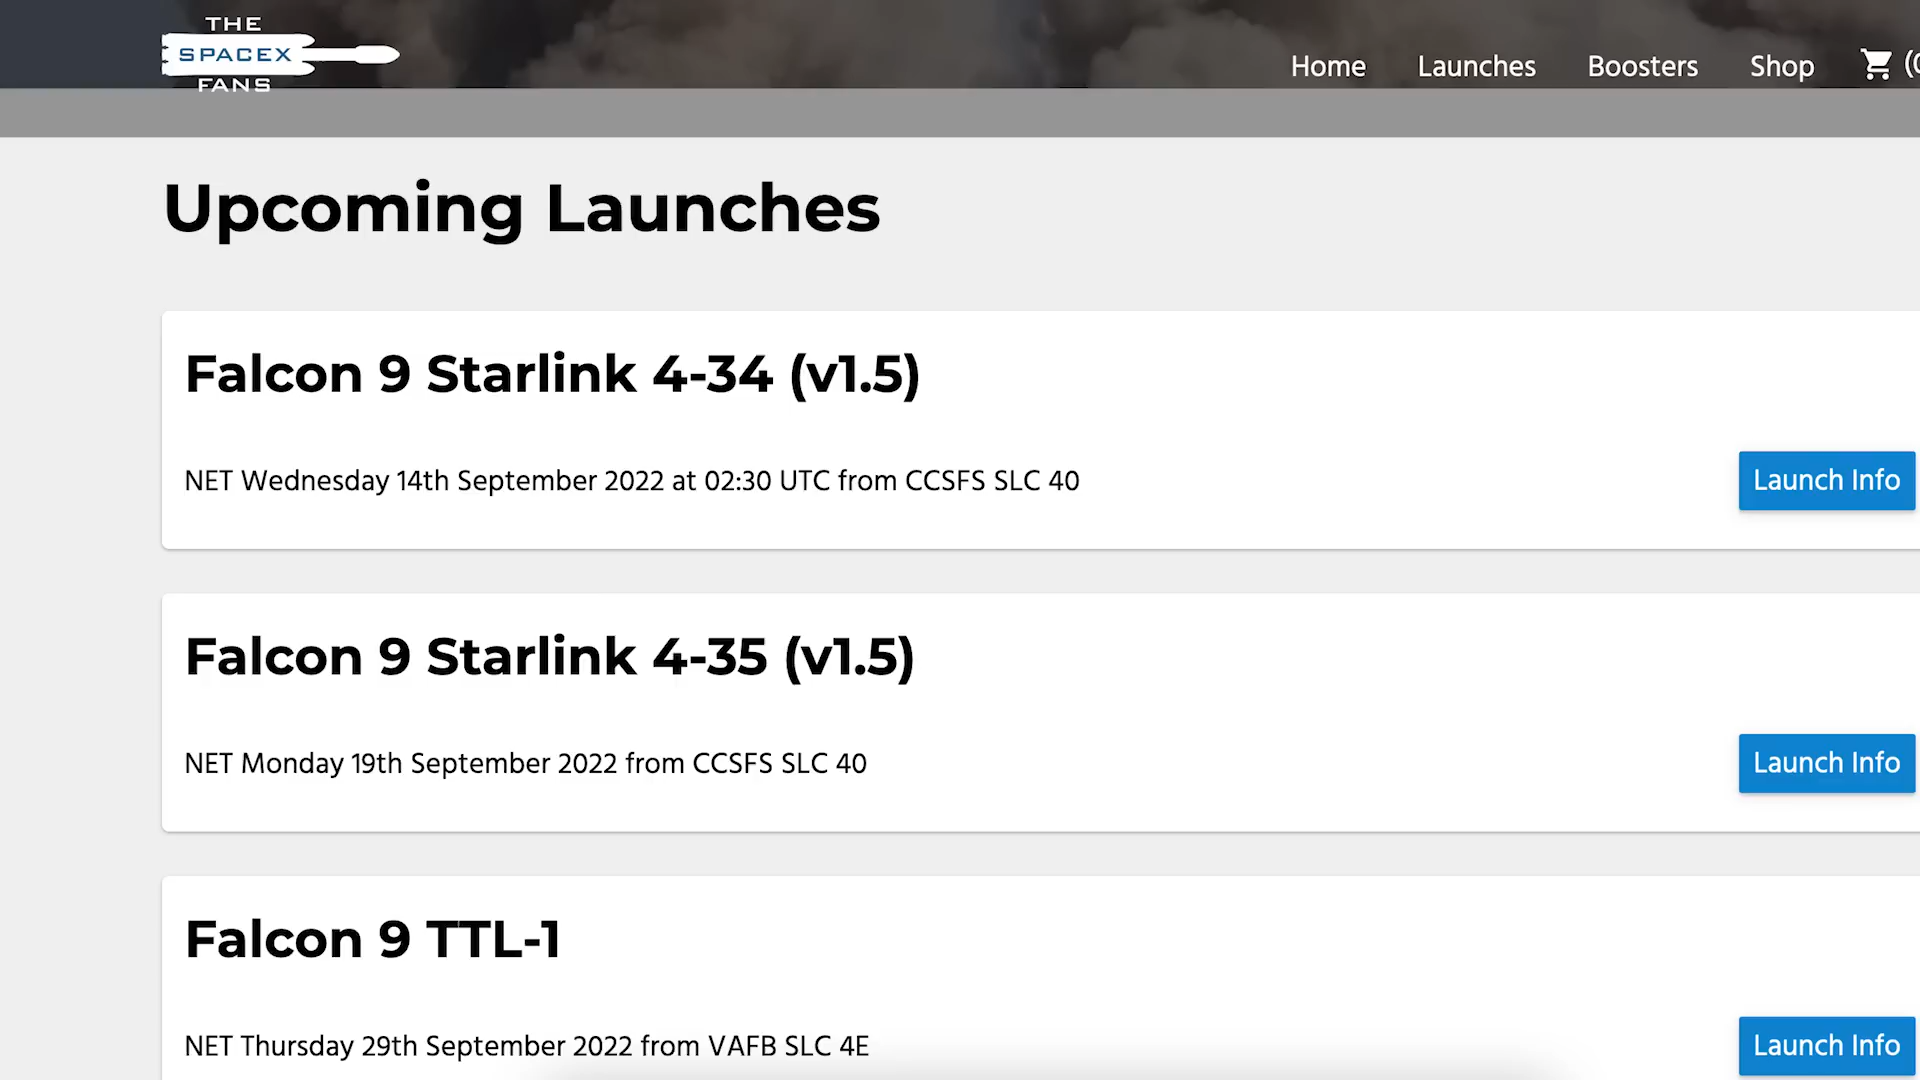 THE
SPACEX
FANS
Home Launches Boosters Shop
Upcoming Launches
Falcon 9 Starlink 4-34 (v1.5)
NET Wednesday 14th September 2022 at 02:30 UTC from CCSFS SLC 40
Launch Info
Falcon 9 Starlink 4-35 (v1.5)
NET Monday 19th September 2022 from CCSFS SLC 40
Launch Info
Falcon 9 TTL-1
NET Thursday 29th September 2022 from VAFB SLC 4E
Launch Info